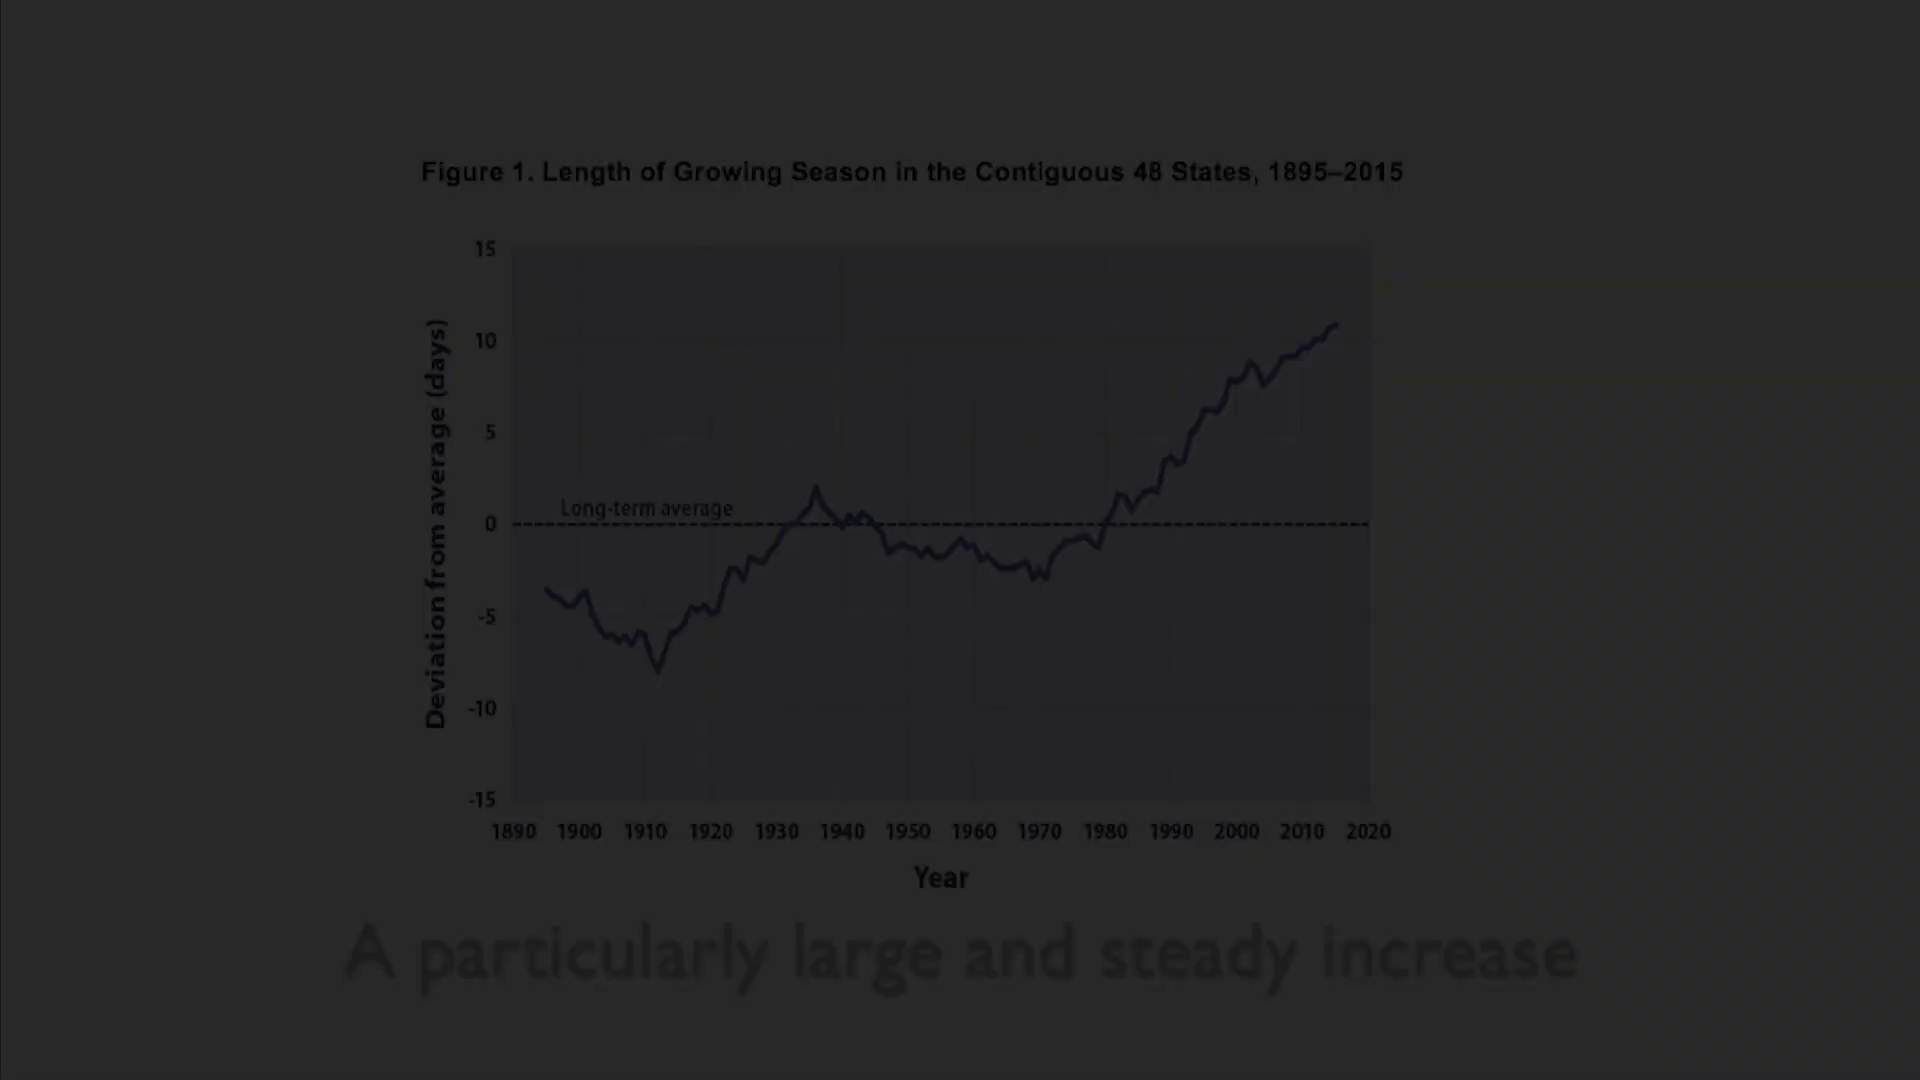 Figure 1. Length of Growing Season in the Contiguous 48 States, 1895–2015
15
10
5
0
-5
-10
-15
Deviation from average (days)
Long-term average
1890 1900 1910 1920 1930 1940 1950 1960 1970 1980 1990 2000 2010 2020
Year
A particularly large and steady increase